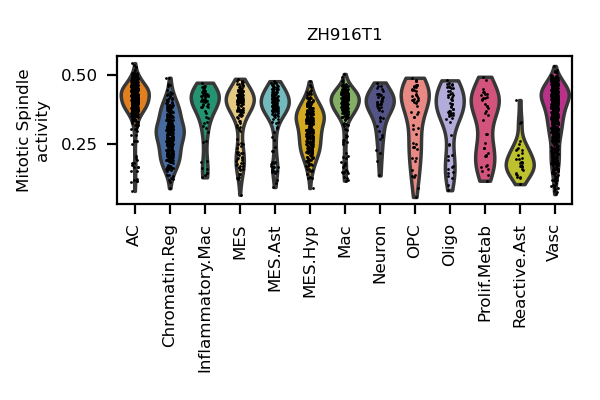 ZH916T1
Mitotic Spindle
activity
0.50
0.25
AC
Chromatin.Reg
Inflammatory.Mac
MES
MES.Ast
MES.Hyp
Mac
Neuron
OPC
Oligo
Prolif.Metab
Reactive.Ast
Vasc